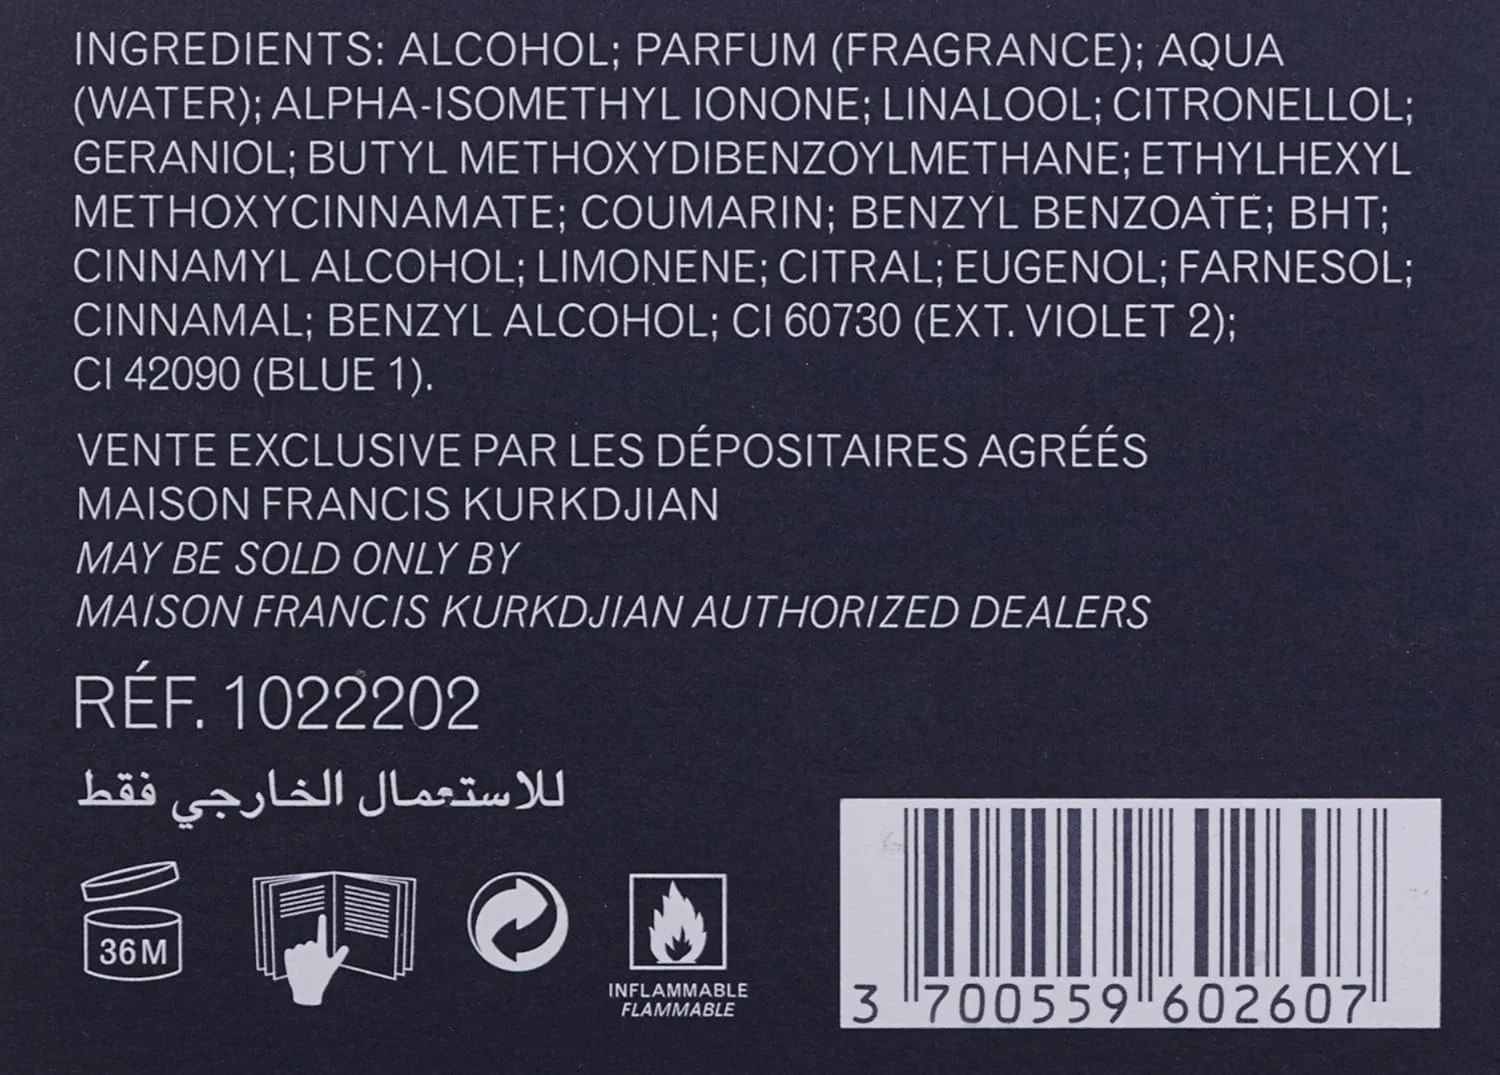 INGREDIENTS: ALCOHOL; PARFUM (FRAGRANCE); AQUA
(WATER); ALPHA-ISOMETHYL IONONE; LINALOOL; CITRONELLOL;
GERANIOL; BUTYL METHOXYDIBENZOYLMETHANE; ETHYLHEXYL
METHOXYCINNAMATE; COUMARIN; BENZYL BENZOATE; BHT;
CINNAMYL ALCOHOL; LIMONENE; CITRAL; EUGENOL; FARNESOL;
CINNAMAL; BENZYL ALCOHOL; CI 60730 (EXT. VIOLET 2);
CI 42090 (BLUE 1).
VENTE EXCLUSIVE PAR LES DÉPOSITAIRES AGRÉÉS
MAISON FRANCIS KURKDJIAN
MAY BE SOLD ONLY BY
MAISON FRANCIS KURKDJIAN AUTHORIZED DEALERS
RÉF. 1022202
للاستعمال الخارجي فقط
36M
INFLAMMABLE
FLAMMABLE
3 700559 602607